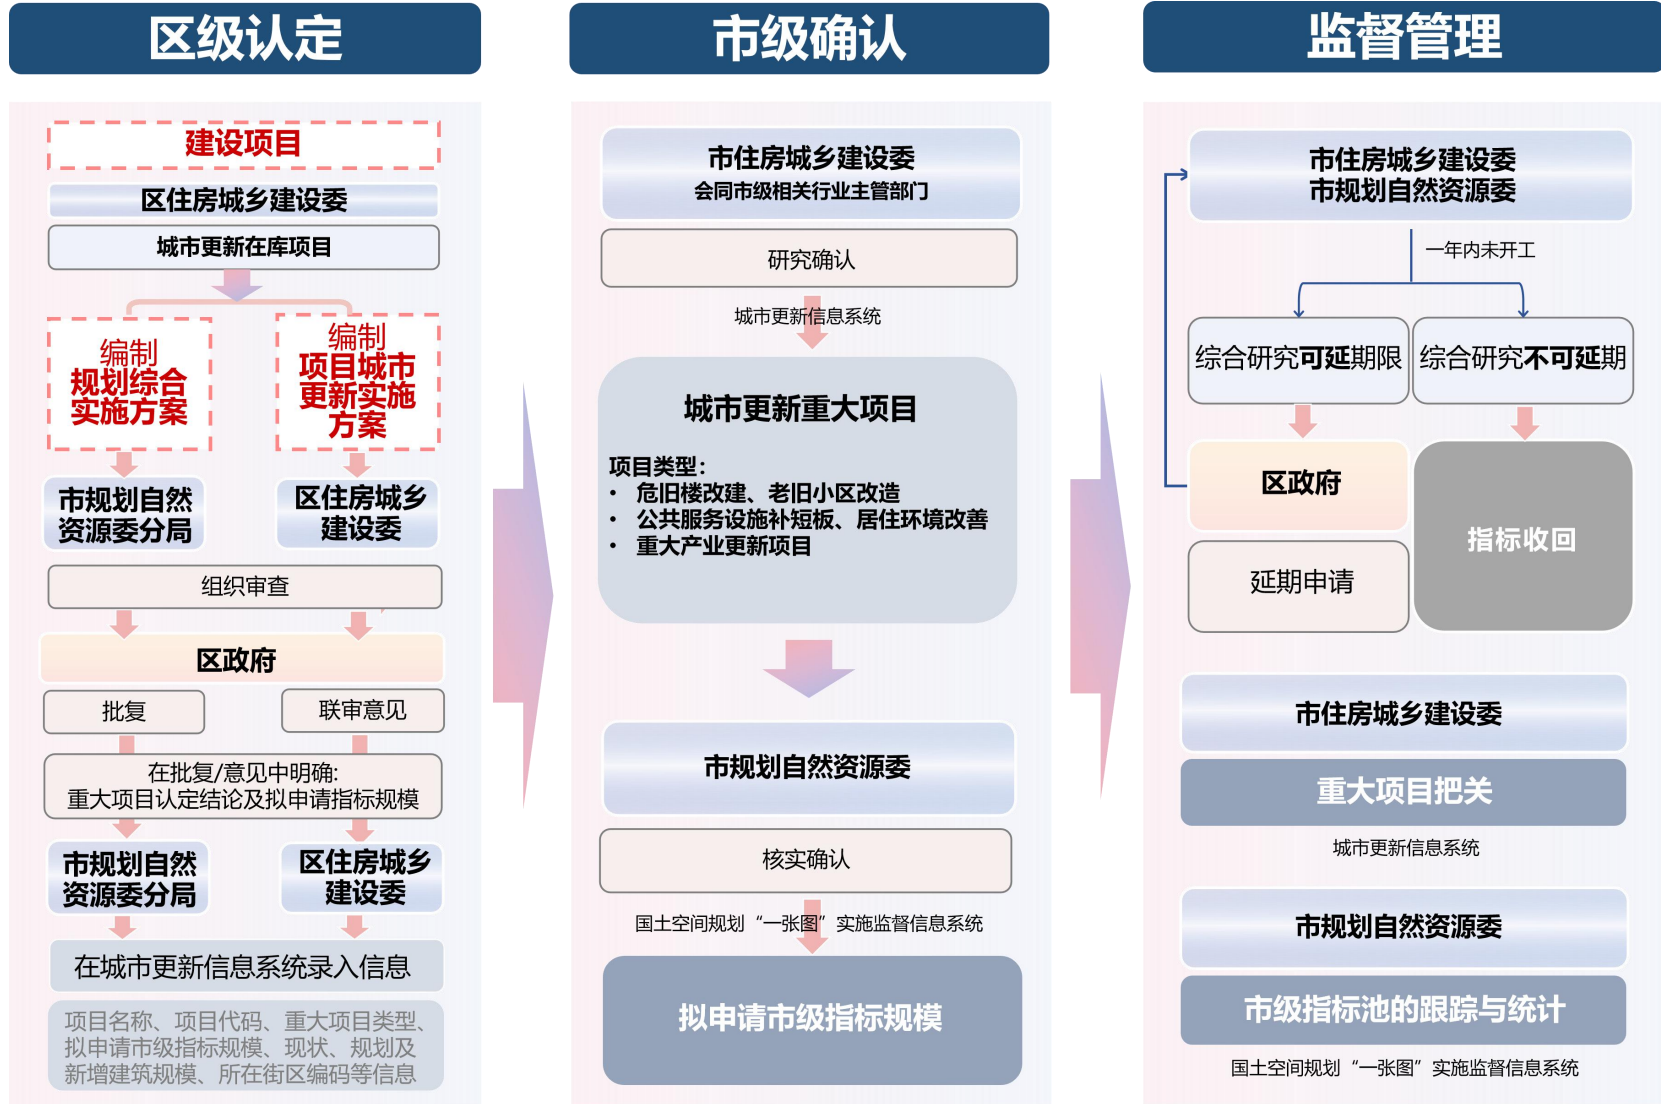 区级认定
建设项目
区住房城乡建设委
城市更新在库项目
编制
规划综合
实施方案
编制
项目城市
更新实施
方案
市规划自然
资源委分局
区住房城乡
建设委
组织审查
区政府
批复
联审意见
在批复/意见中明确:
重大项目认定结论及拟申请指标规模
市规划自然
资源委分局
区住房城乡
建设委
在城市更新信息系统录入信息
项目名称、项目代码、重大项目类型、
拟申请市级指标规模、现状、规划及
新增建筑规模、所在街区编码等信息
市级确认
市住房城乡建设委
会同市级相关行业主管部门
研究确认
城市更新信息系统
城市更新重大项目
项目类型：
• 危旧楼改建、老旧小区改造
• 公共服务设施补短板、居住环境改善
• 重大产业更新项目
市规划自然资源委
核实确认
国土空间规划“一张图”实施监督信息系统
拟申请市级指标规模
监督管理
市住房城乡建设委
市规划自然资源委
一年内未开工
综合研究可延期限
综合研究不可延期
区政府
延期申请
指标收回
市住房城乡建设委
重大项目把关
城市更新信息系统
市规划自然资源委
市级指标池的跟踪与统计
国土空间规划“一张图”实施监督信息系统